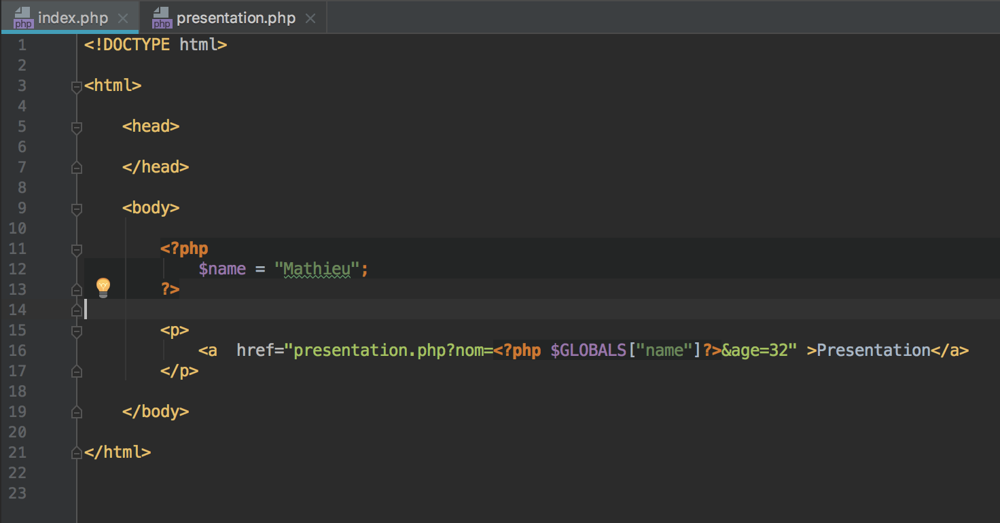 index.php presentation.php
1 <!DOCTYPE html>
2
3 <html>
4
5 <head>
6
7 </head>
8
9 <body>
10
11 <?php
12 $name = "Mathieu";
13 ?>
14
15 <p>
16 <a  href="presentation.php?nom=<?php $GLOBALS["name"]?>&age=32" >Presentation</a>
17 </p>
18
19 </body>
20
21 </html>
22
23